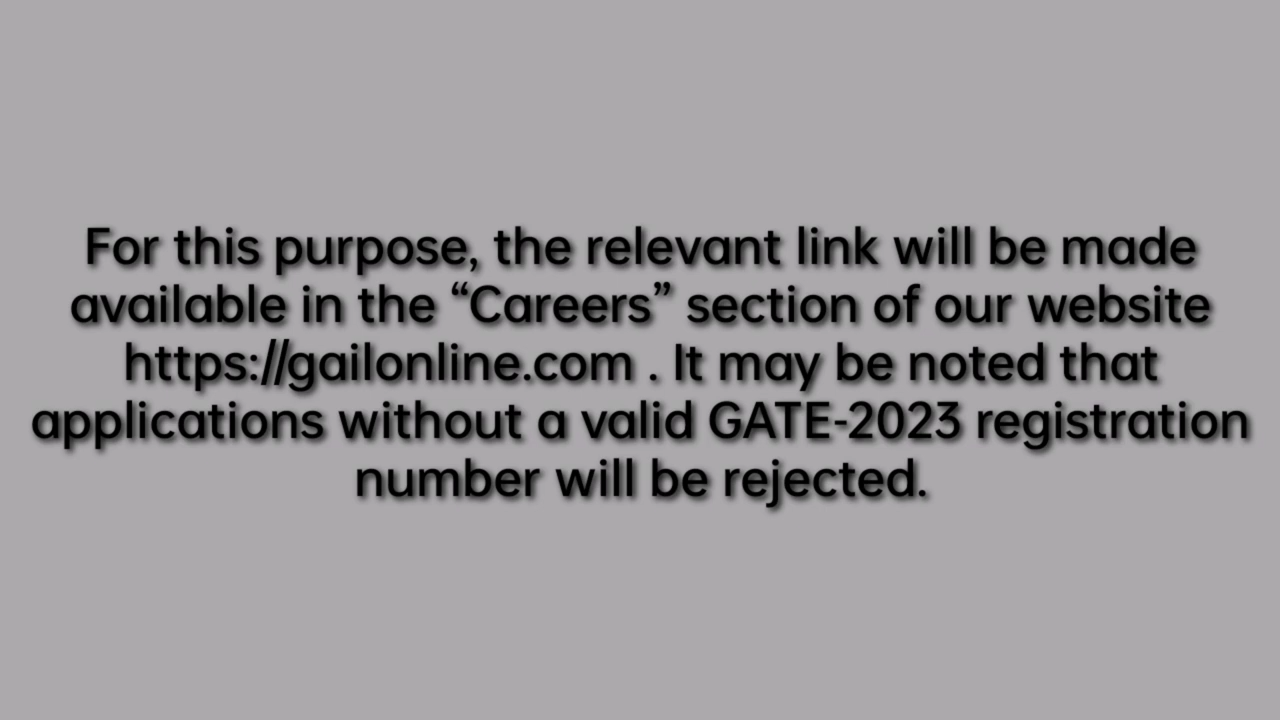 For this purpose, the relevant link will be made
available in the “Careers” section of our website
https://gailonline.com . It may be noted that
applications without a valid GATE-2023 registration
number will be rejected.